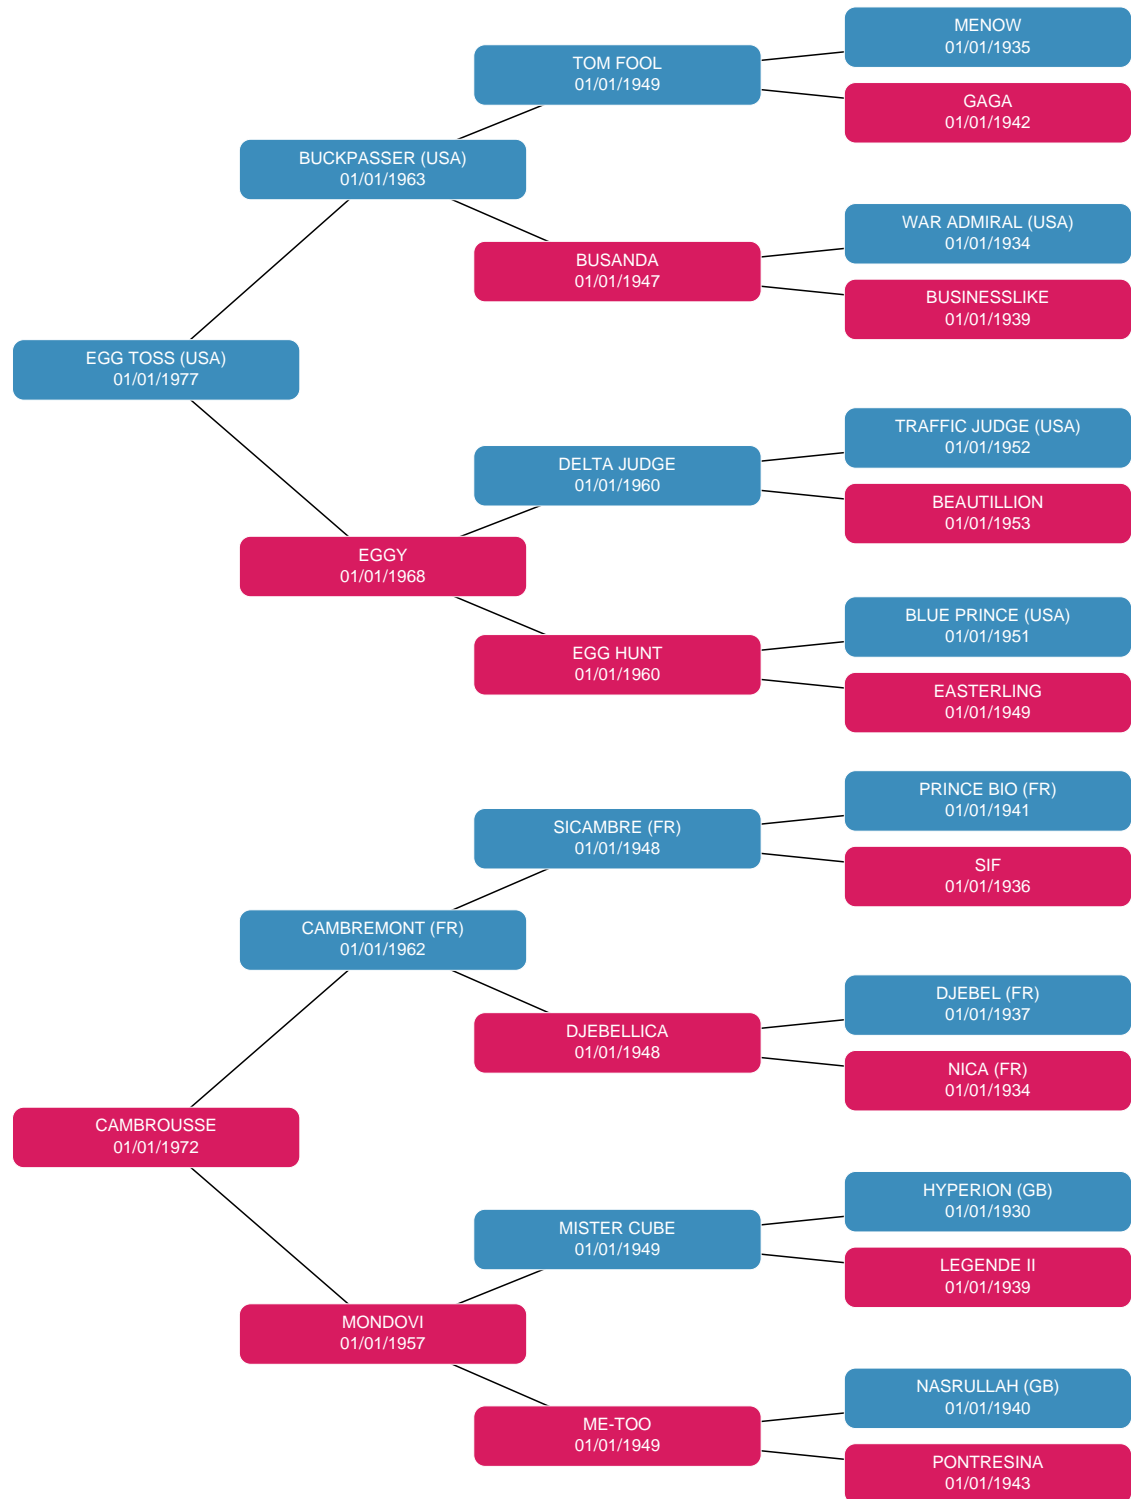 MENOW
01/01/1935
TOM FOOL
01/01/1949
GAGA
01/01/1942
BUCKPASSER (USA)
01/01/1963
WAR ADMIRAL (USA)
01/01/1934
BUSANDA
01/01/1947
BUSINESSLIKE
01/01/1939
EGG TOSS (USA)
01/01/1977
TRAFFIC JUDGE (USA)
01/01/1952
DELTA JUDGE
01/01/1960
BEAUTILLION
01/01/1953
EGGY
01/01/1968
BLUE PRINCE (USA)
01/01/1951
EGG HUNT
01/01/1960
EASTERLING
01/01/1949
PRINCE BIO (FR)
01/01/1941
SICAMBRE (FR)
01/01/1948
SIF
01/01/1936
CAMBREMONT (FR)
01/01/1962
DJEBEL (FR)
01/01/1937
DJEBELLICA
01/01/1948
NICA (FR)
01/01/1934
CAMBROUSSE
01/01/1972
HYPERION (GB)
01/01/1930
MISTER CUBE
01/01/1949
LEGENDE II
01/01/1939
MONDOVI
01/01/1957
NASRULLAH (GB)
01/01/1940
ME-TOO
01/01/1949
PONTRESINA
01/01/1943